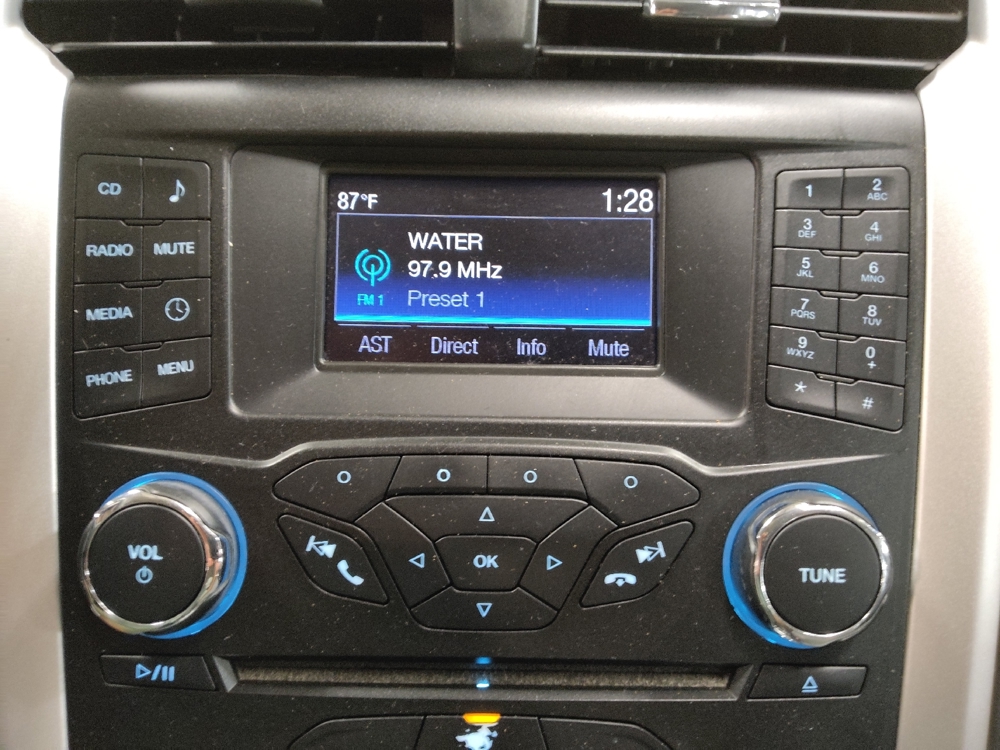 87°F 1:28
WATER
97.9 MHz
FM 1 Preset 1
AST Direct Info Mute
CD
RADIO MUTE
MEDIA
PHONE MENU
1 2 ABC
3 DEF 4 GHI
5 JKL 6 MNO
7 PQRS 8 TUV
9 WXYZ 0 +
* #
OK
VOL
TUNE